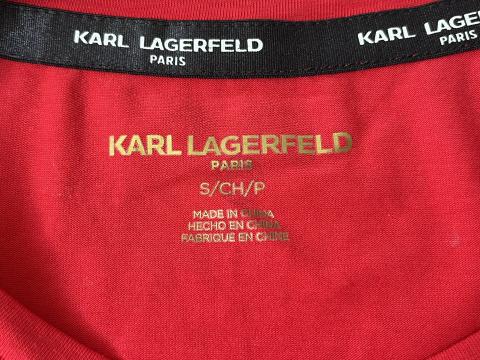 KARL LAGERFELD
PARIS
KARL LAGERFELD
PARIS
KARL LAGERFELD
PARIS
S/CH/P
MADE IN CHINA
HECHO EN CHINA
FABRIQUE EN CHINE